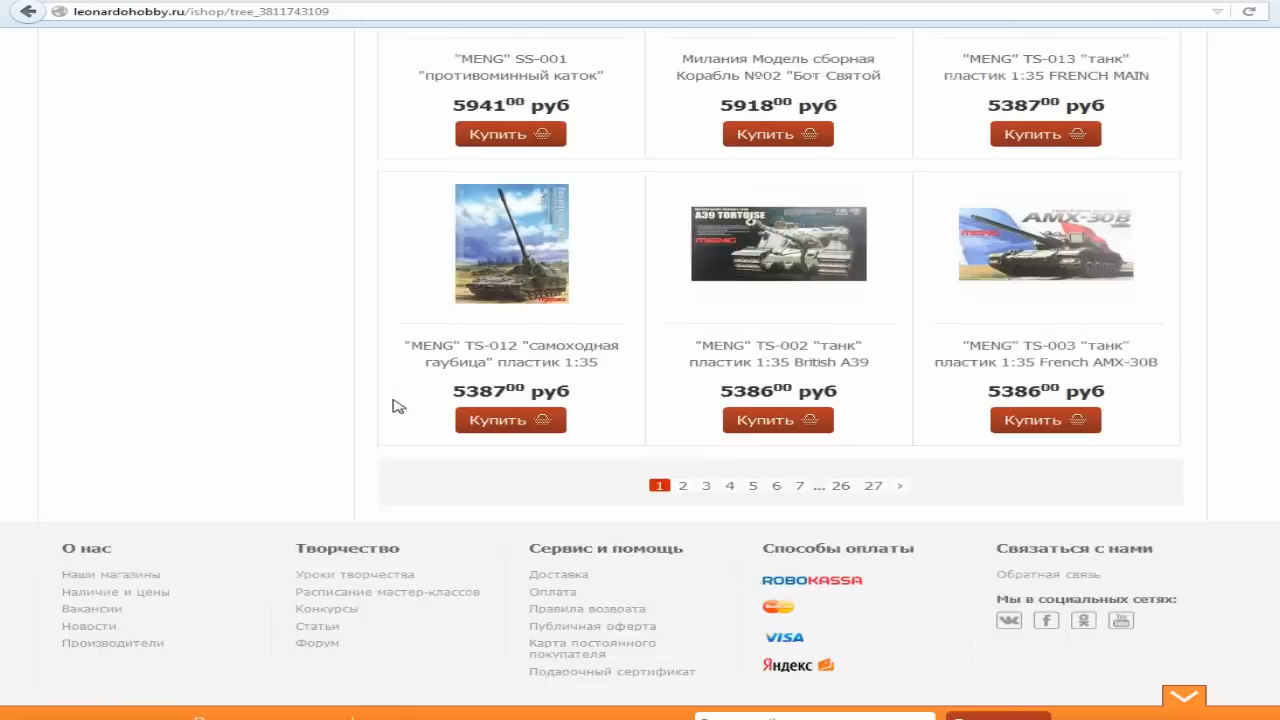 leonardohobby.ru/ishop/tree_3811743109
"MENG" SS-001
"противоминный каток"
5941⁰⁰ руб
Купить
Милания Модель сборная
Корабль №02 "Бот Святой
5918⁰⁰ руб
Купить
"MENG" TS-013 "танк"
пластик 1:35 FRENCH MAIN
5387⁰⁰ руб
Купить
MENG
"MENG" TS-012 "самоходная
гаубица" пластик 1:35
5387⁰⁰ руб
Купить
A39 TORTOISE
MENG
"MENG" TS-002 "танк"
пластик 1:35 British A39
5386⁰⁰ руб
Купить
AMX-30B
MENG
"MENG" TS-003 "танк"
пластик 1:35 French AMX-30B
5386⁰⁰ руб
Купить
1 2 3 4 5 6 7 ... 26 27 ›
О нас
Наши магазины
Наличие и цены
Вакансии
Новости
Производители
Творчество
Уроки творчества
Расписание мастер-классов
Конкурсы
Статьи
Форум
Сервис и помощь
Доставка
Оплата
Правила возврата
Публичная оферта
Карта постоянного
покупателя
Подарочный сертификат
Способы оплаты
ROBOKASSA
MasterCard
VISA
Яндекс
Связаться с нами
Обратная связь
Мы в социальных сетях:
You